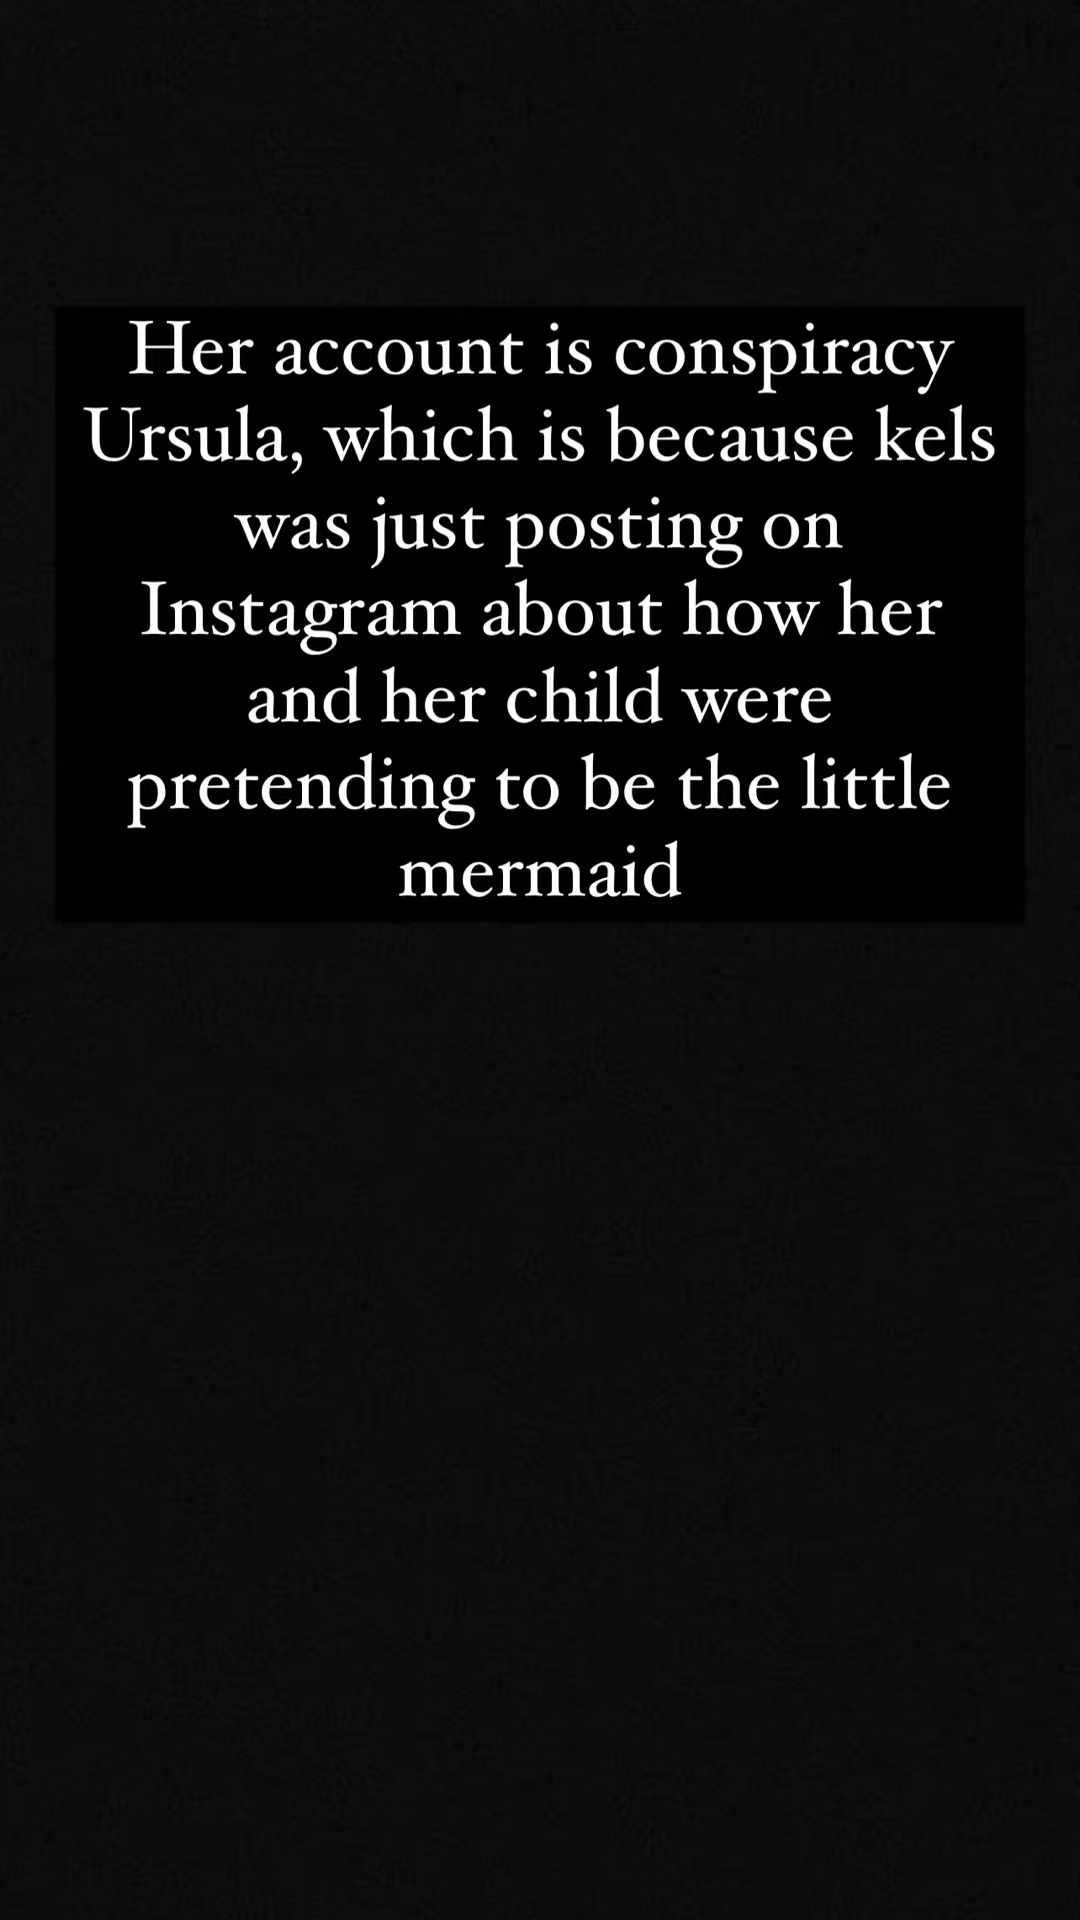 Her account is conspiracy
Ursula, which is because kels
was just posting on
Instagram about how her
and her child were
pretending to be the little
mermaid